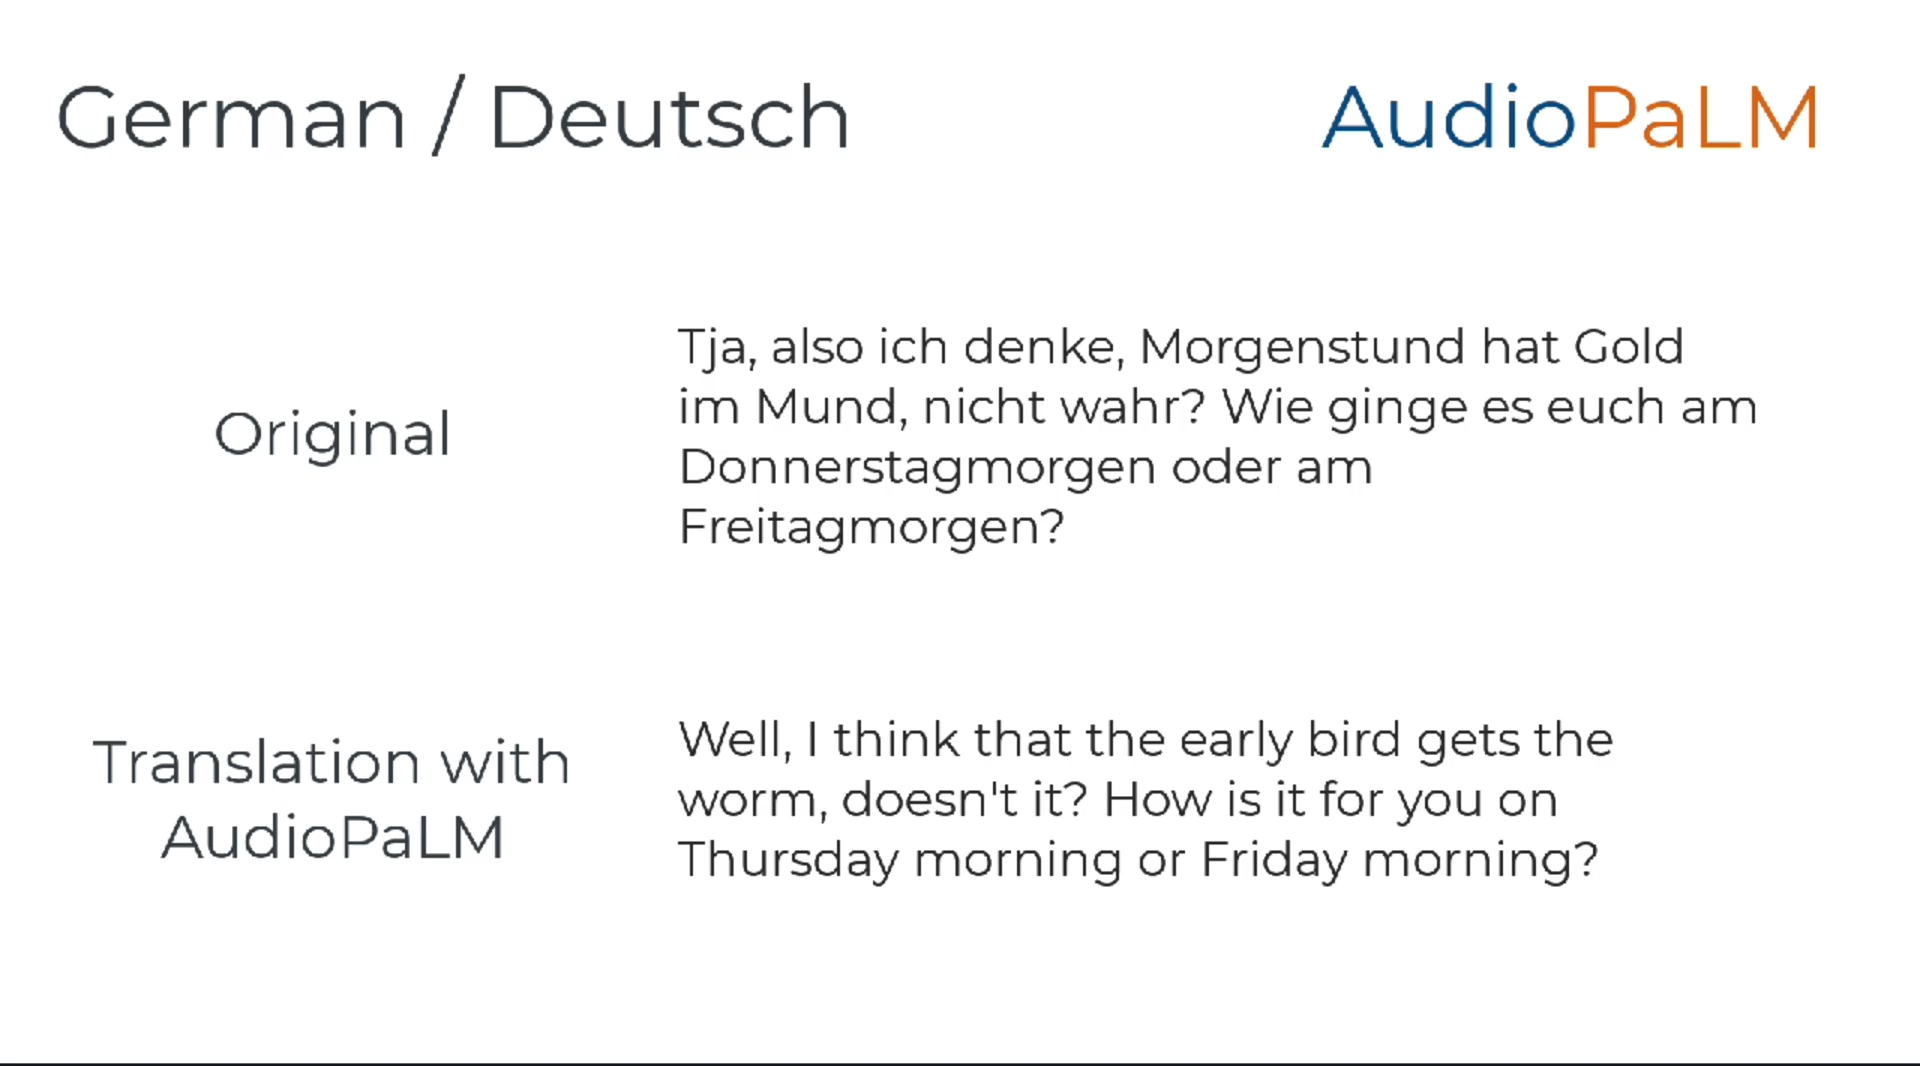 German / Deutsch
AudioPaLM
Original
Tja, also ich denke, Morgenstund hat Gold
im Mund, nicht wahr? Wie ginge es euch am
Donnerstagmorgen oder am
Freitagmorgen?
Translation with
AudioPaLM
Well, I think that the early bird gets the
worm, doesn't it? How is it for you on
Thursday morning or Friday morning?